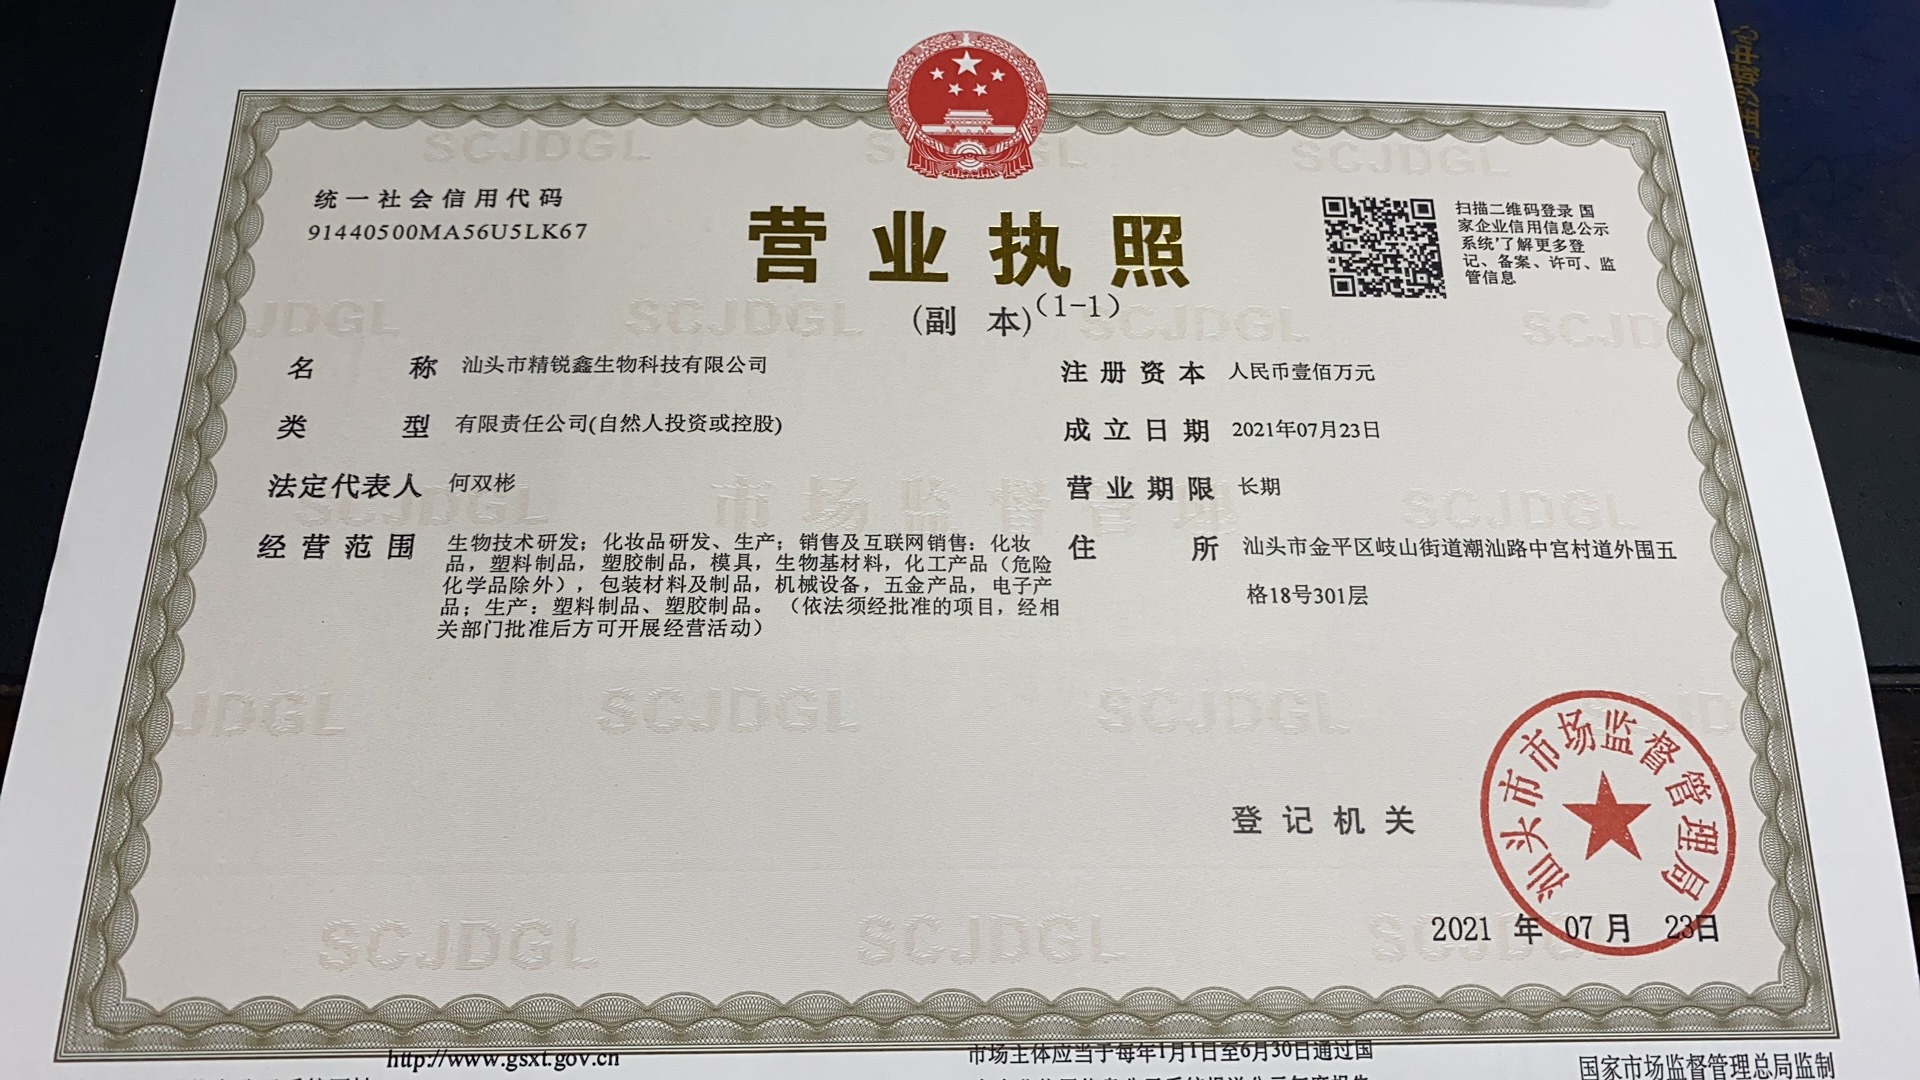 统一社会信用代码
91440500MA56U5LK67
营业执照
(副 本)(1-1)
扫描二维码登录 国
家企业信用信息公示
系统'了解更多登
记、备案、许可、监
管信息
名 称 汕头市精锐鑫生物科技有限公司
类 型 有限责任公司(自然人投资或控股)
法定代表人 何双彬
经营范围 生物技术研发；化妆品研发、生产；销售及互联网销售：化妆
品，塑料制品，塑胶制品，模具，生物基材料，化工产品（危险
化学品除外），包装材料及制品，机械设备，五金产品，电子产
品；生产：塑料制品、塑胶制品。（依法须经批准的项目，经相
关部门批准后方可开展经营活动）
注册资本 人民币壹佰万元
成立日期 2021年07月23日
营业期限 长期
住 所 汕头市金平区岐山街道潮汕路中宫村道外围五
格18号301层
登记机关
汕头市市场监督管理局
2021 年 07 月 23日
SCJDGL
市场监督管理
http://www.gsxt.gov.cn
市场主体应当于每年1月1日至6月30日通过国
国家市场监督管理总局监制